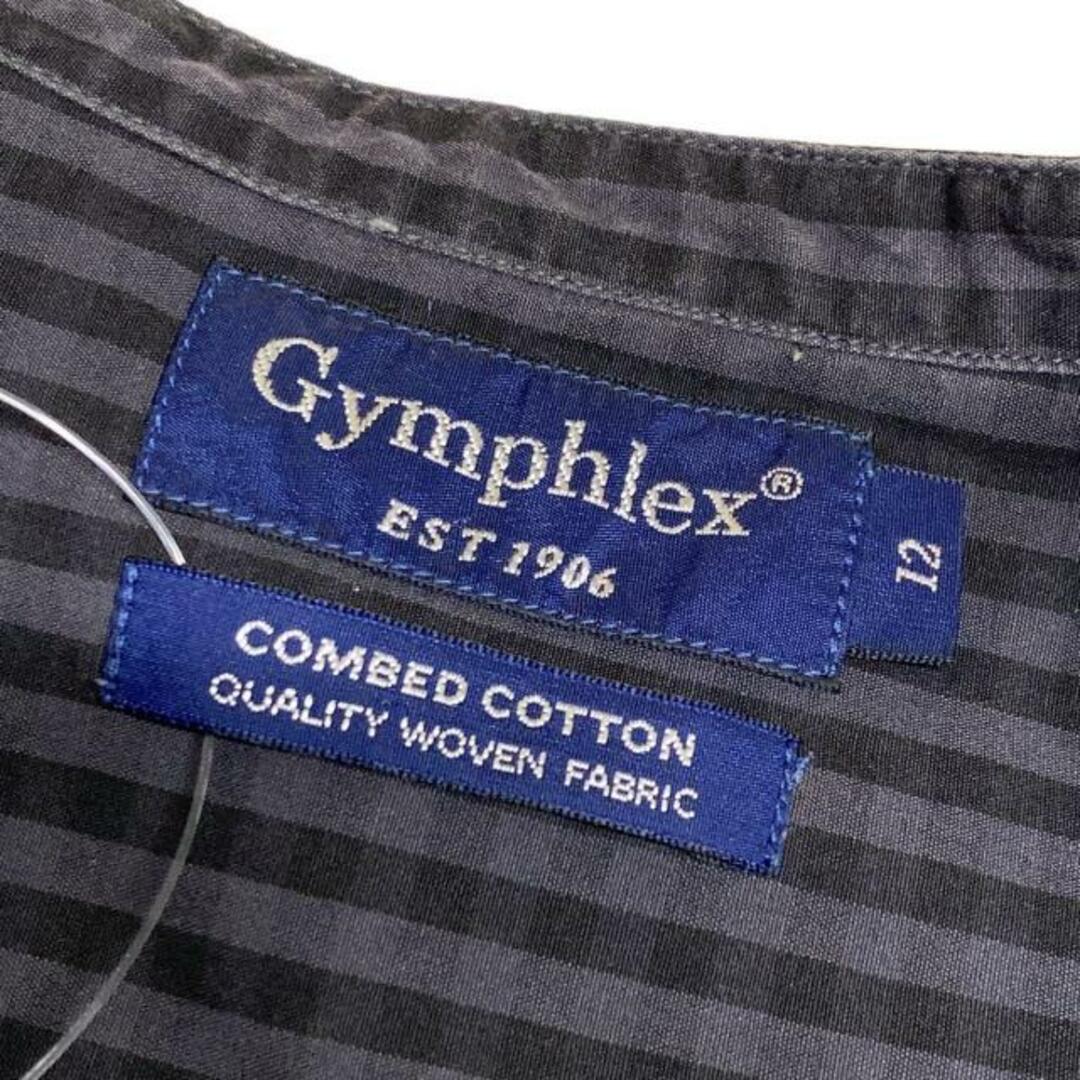 Gymphlex®
EST 1906
12
COMBED COTTON
QUALITY WOVEN FABRIC